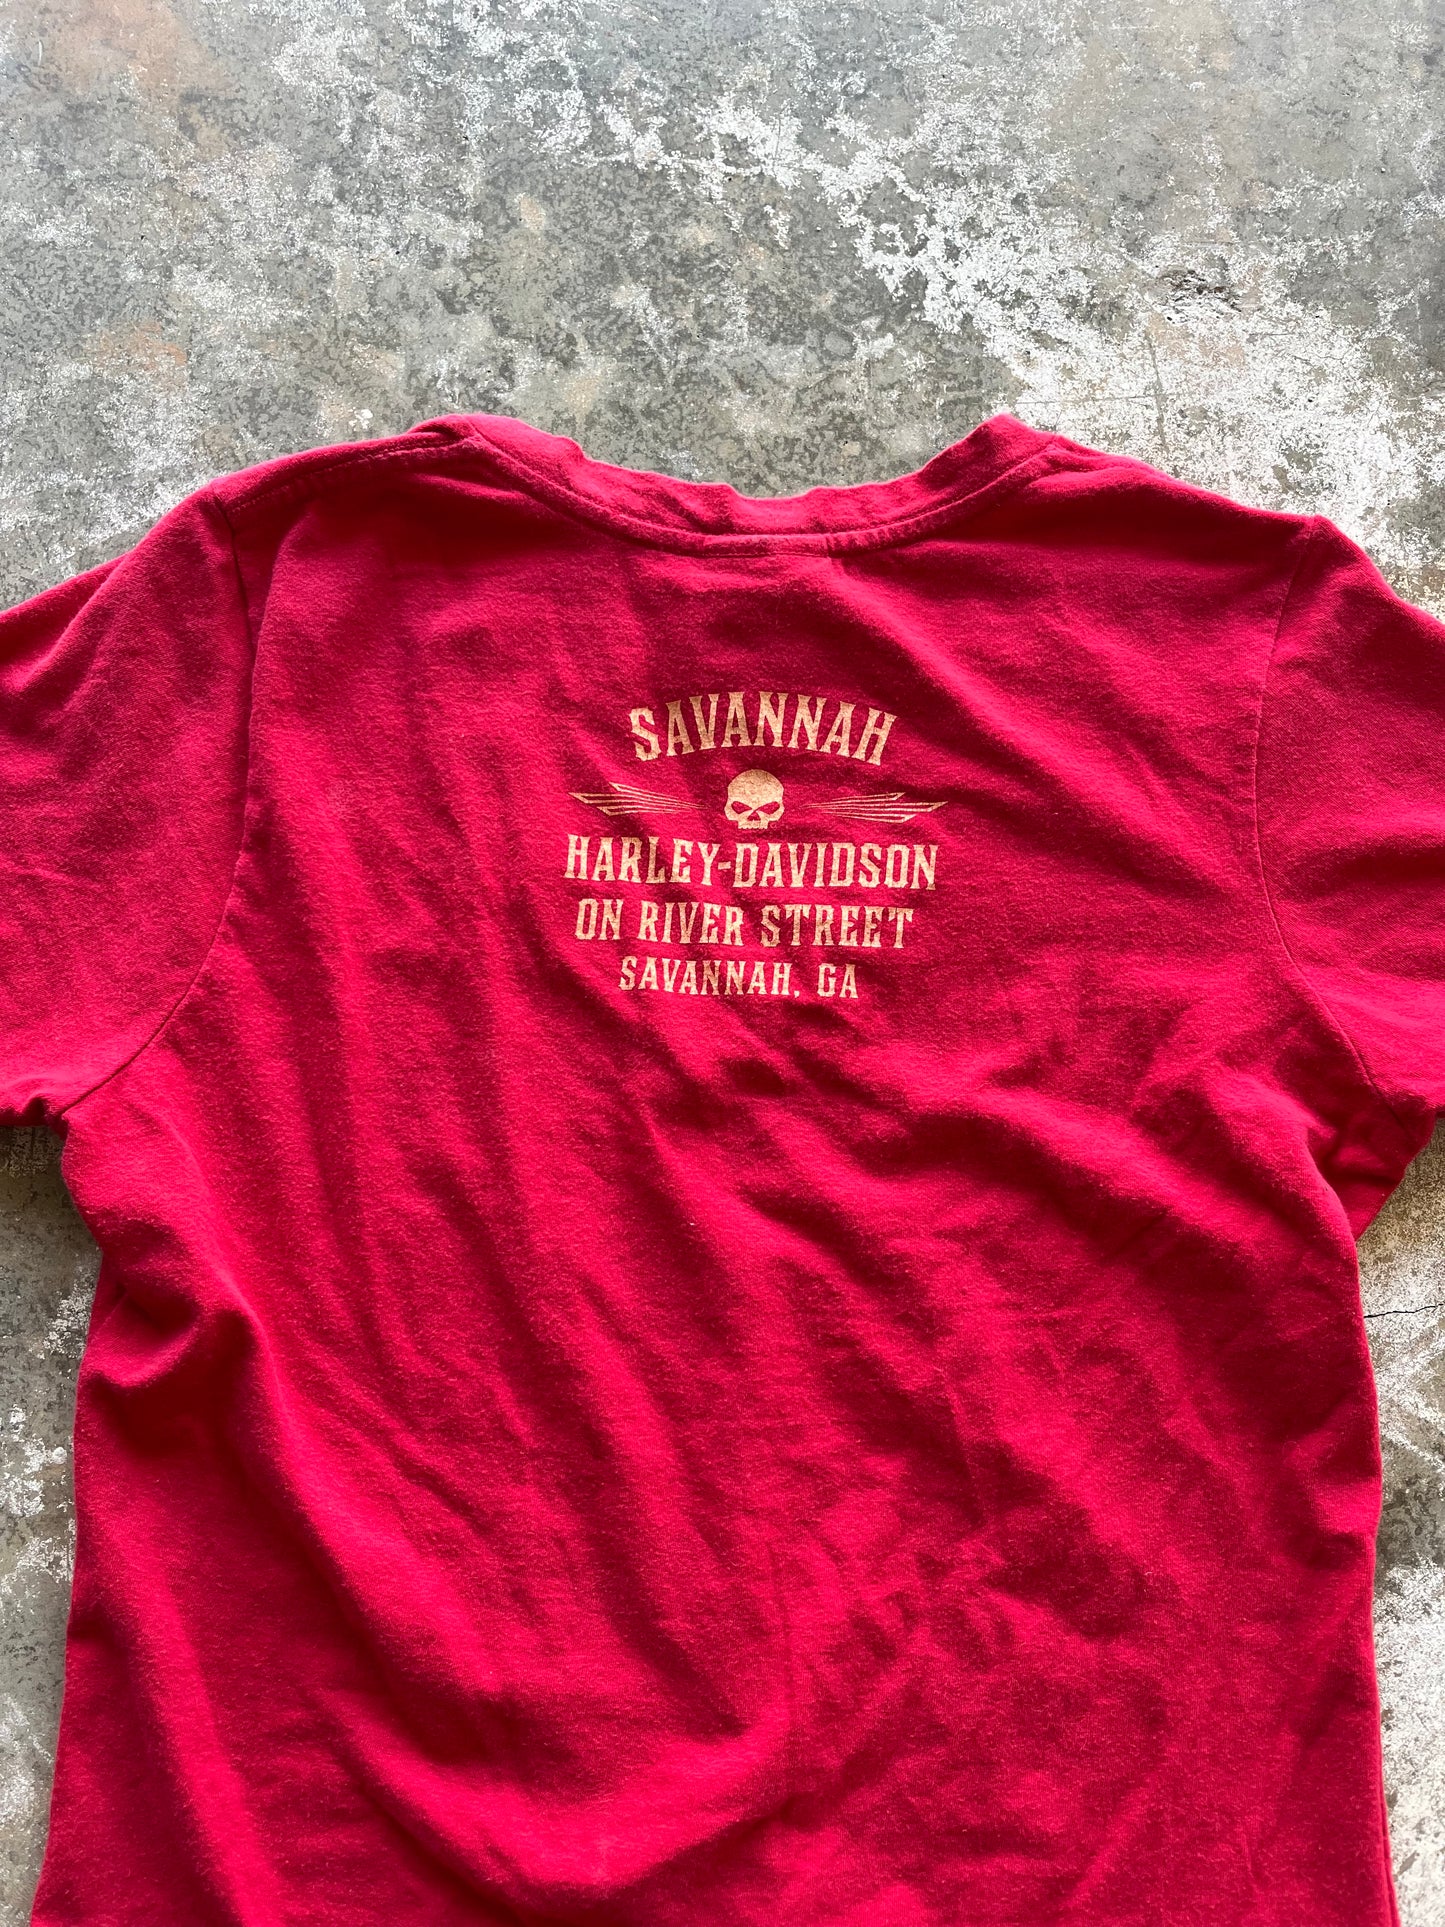 SAVANNAH
HARLEY-DAVIDSON
ON RIVER STREET
SAVANNAH, GA